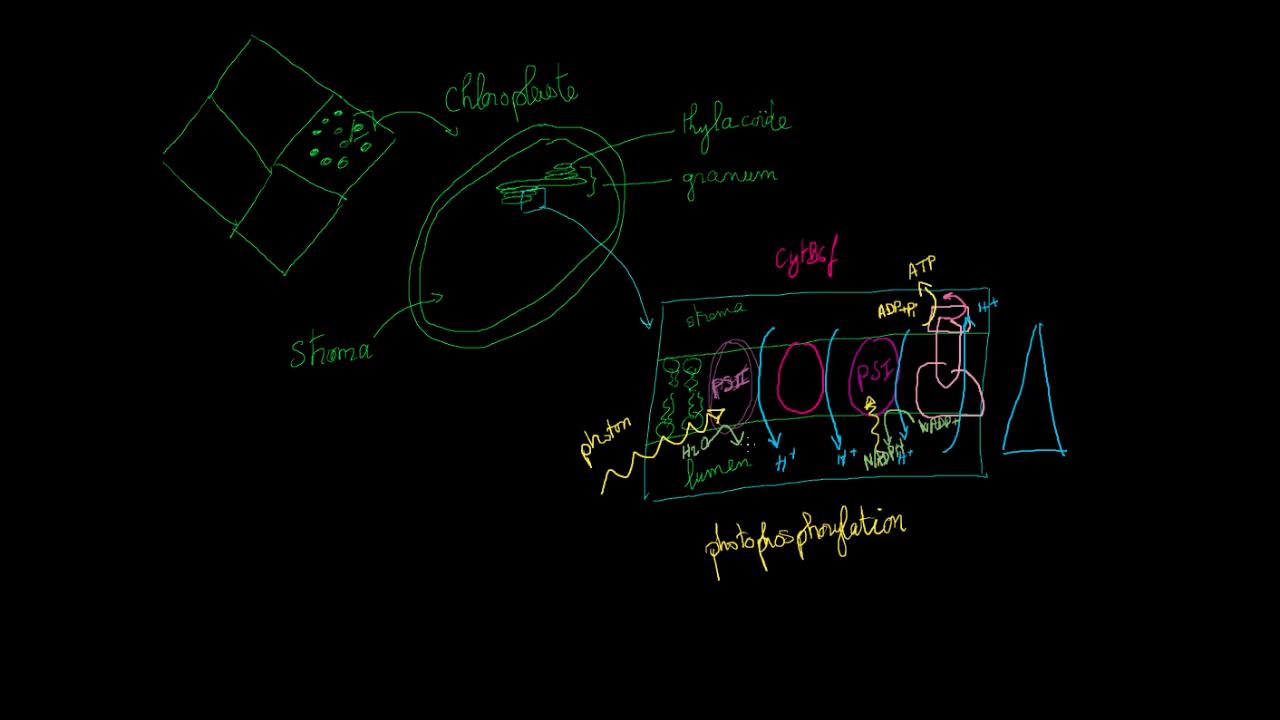 Chloroplaste
thylacoïde
granum
Stroma
CytB6f
ATP
stroma
ADP+Pi
H+
PSII
PSI
photon
H2O
NADP+
H+
H+
NADPH
H+
lumen
photophosphorylation